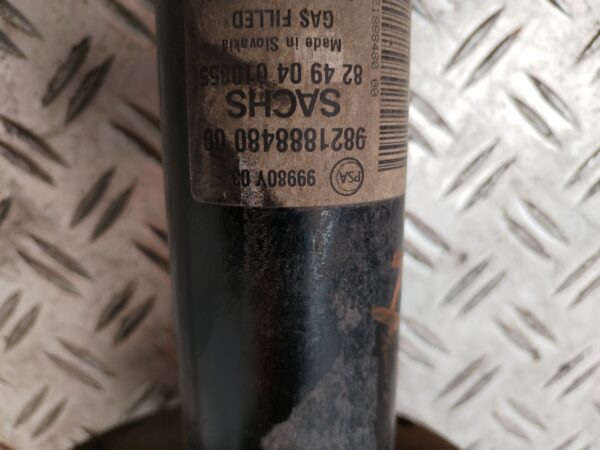 PSA 99980Y 03
9821888480 00
SACHS
82 49 04 010855
Made in Slovakia
GAS FILLED